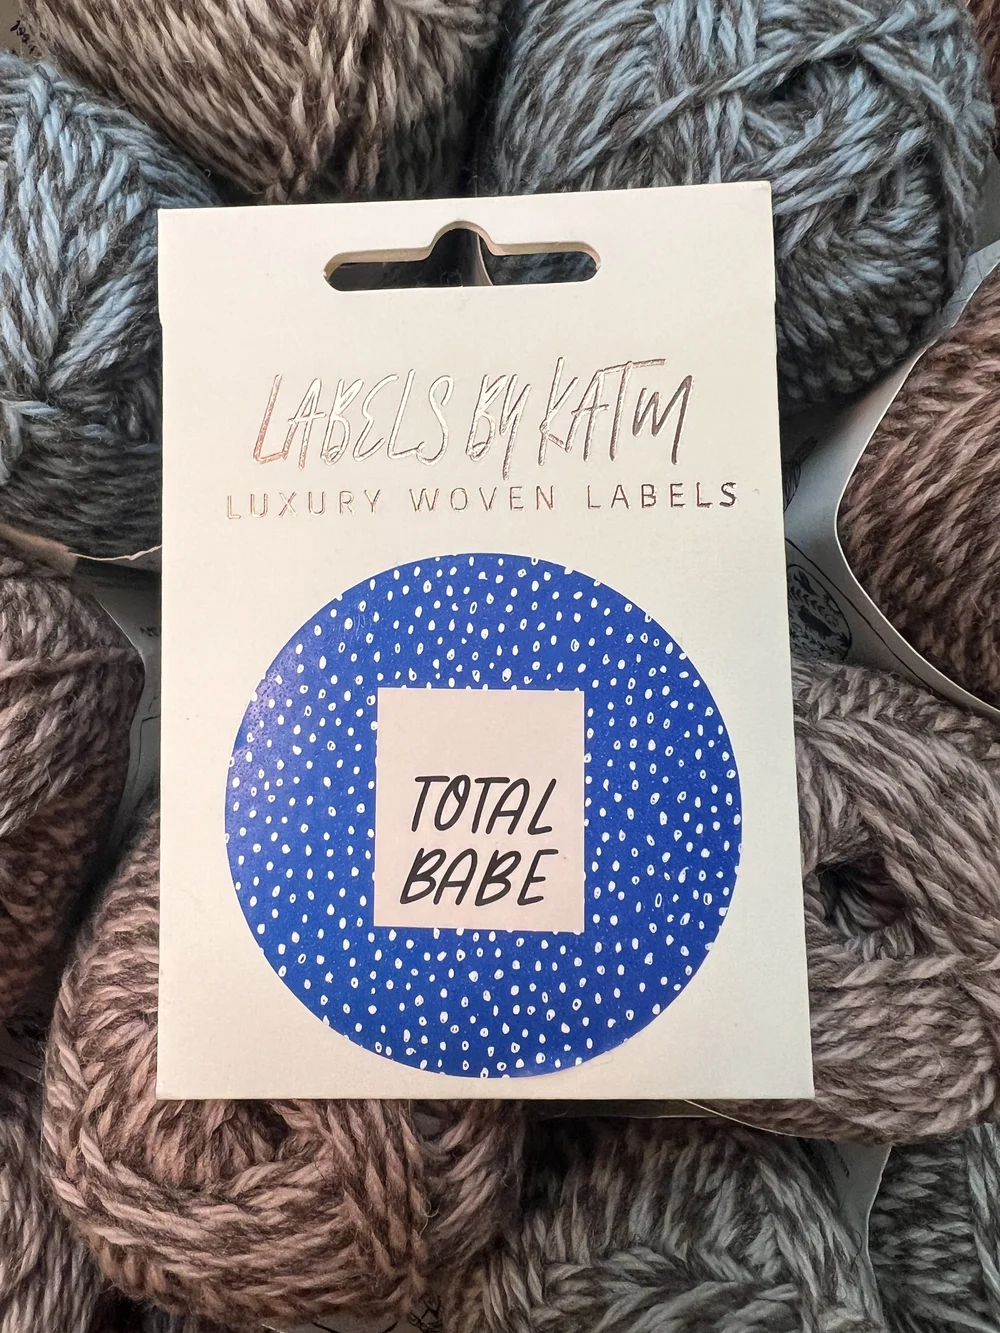 LABELS BY KATM
LUXURY WOVEN LABELS
TOTAL
BABE